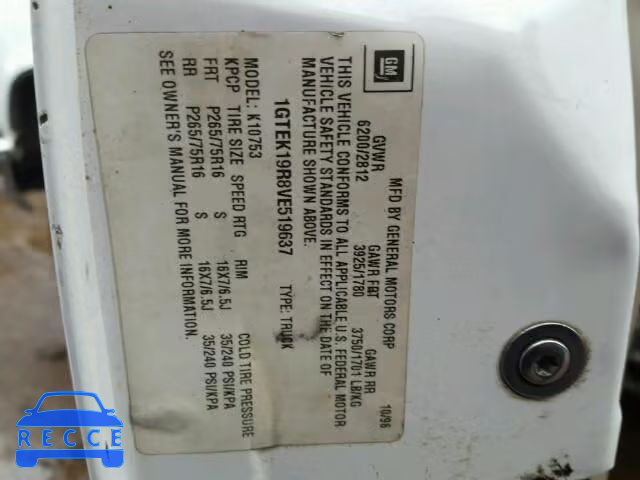 GM
MFD BY GENERAL MOTORS CORP 10/96
GVWR GAWR FRT GAWR RR
6200/2812 3925/1780 3750/1701 LB/KG
THIS VEHICLE CONFORMS TO ALL APPLICABLE U.S. FEDERAL MOTOR
VEHICLE SAFETY STANDARDS IN EFFECT ON THE DATE OF
MANUFACTURE SHOWN ABOVE.
1GTEK19R8VE519637 TYPE: TRUCK
MODEL: K10753
KPCP TIRE SIZE SPEED RTG RIM COLD TIRE PRESSURE
FRT P265/75R16 S 16X7/6.5J 35/240 PSI/KPA
RR P265/75R16 S 16X7/6.5J 35/240 PSI/KPA
SEE OWNER'S MANUAL FOR MORE INFORMATION.
RECCE